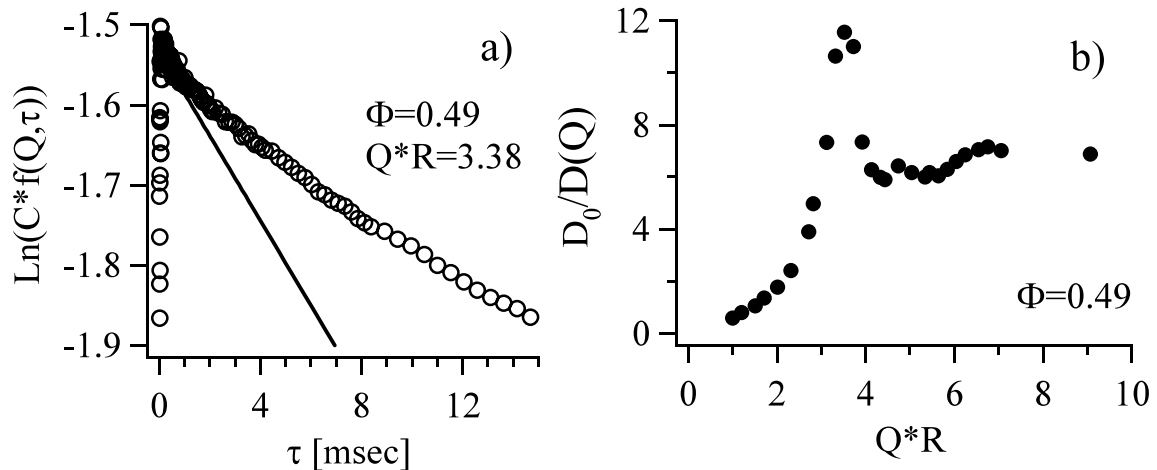 a)
Ln(C*f(Q,τ))
-1.5
-1.6
-1.7
-1.8
-1.9
Φ=0.49
Q*R=3.38
0 4 8 12
τ [msec]
b)
D₀/D(Q)
12
8
4
0
Φ=0.49
0 2 4 6 8 10
Q*R